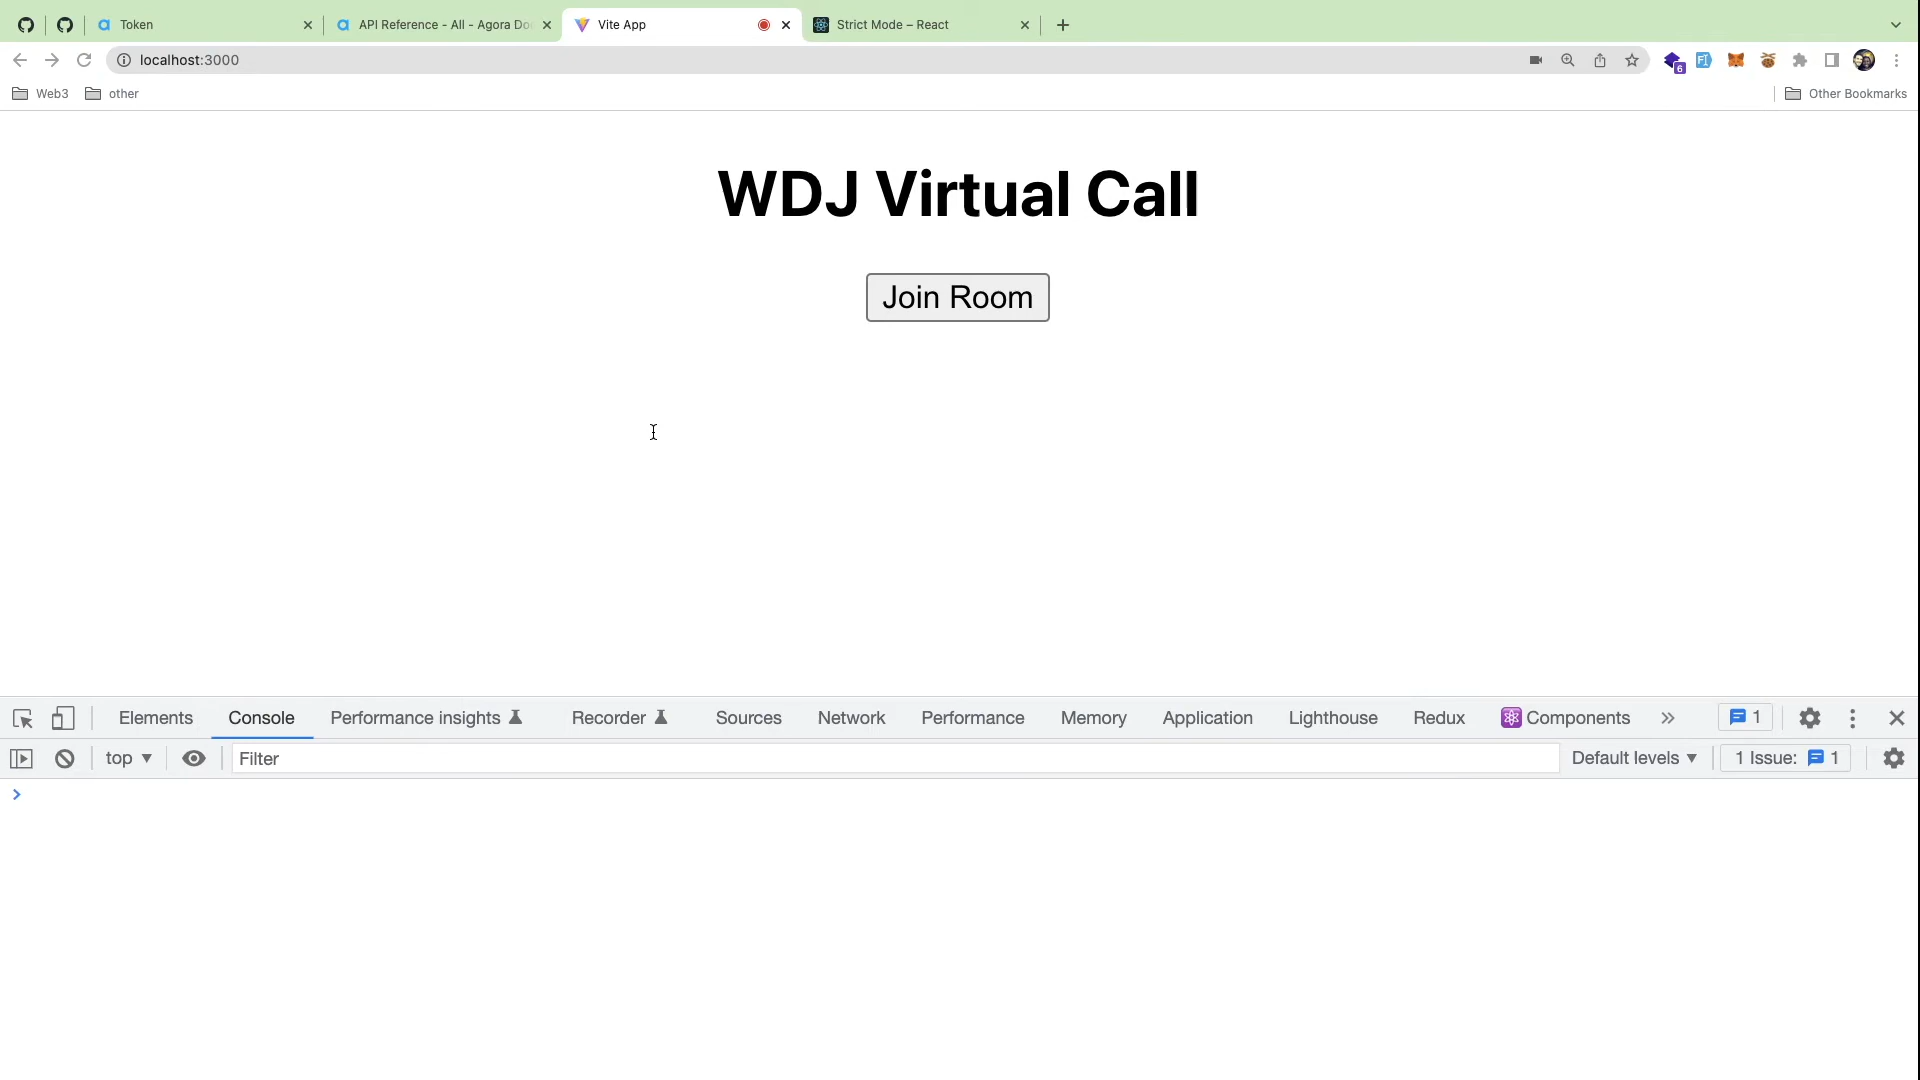 Token
API Reference - All - Agora Do
Vite App
Strict Mode – React
localhost:3000
6
Web3
other
Other Bookmarks
WDJ Virtual Call
Join Room
Elements
Console
Performance insights
Recorder
Sources
Network
Performance
Memory
Application
Lighthouse
Redux
Components
1
top
Filter
Default levels
1 Issue:
1